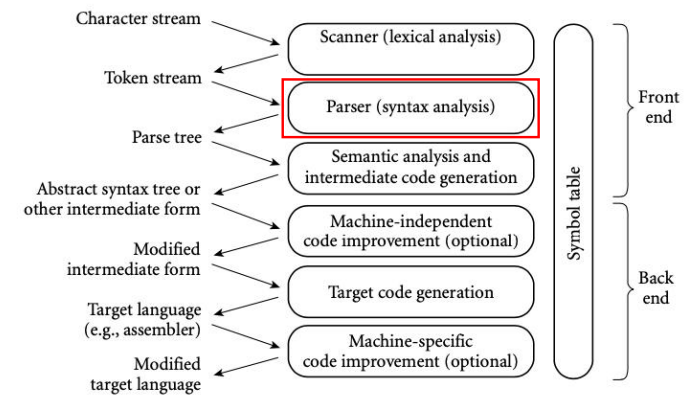 Character stream
Scanner (lexical analysis)
Token stream
Parser (syntax analysis)
Parse tree
Semantic analysis and
intermediate code generation
Abstract syntax tree or
other intermediate form
Machine-independent
code improvement (optional)
Modified
intermediate form
Target code generation
Target language
(e.g., assembler)
Machine-specific
code improvement (optional)
Modified
target language
Symbol table
Front
end
Back
end